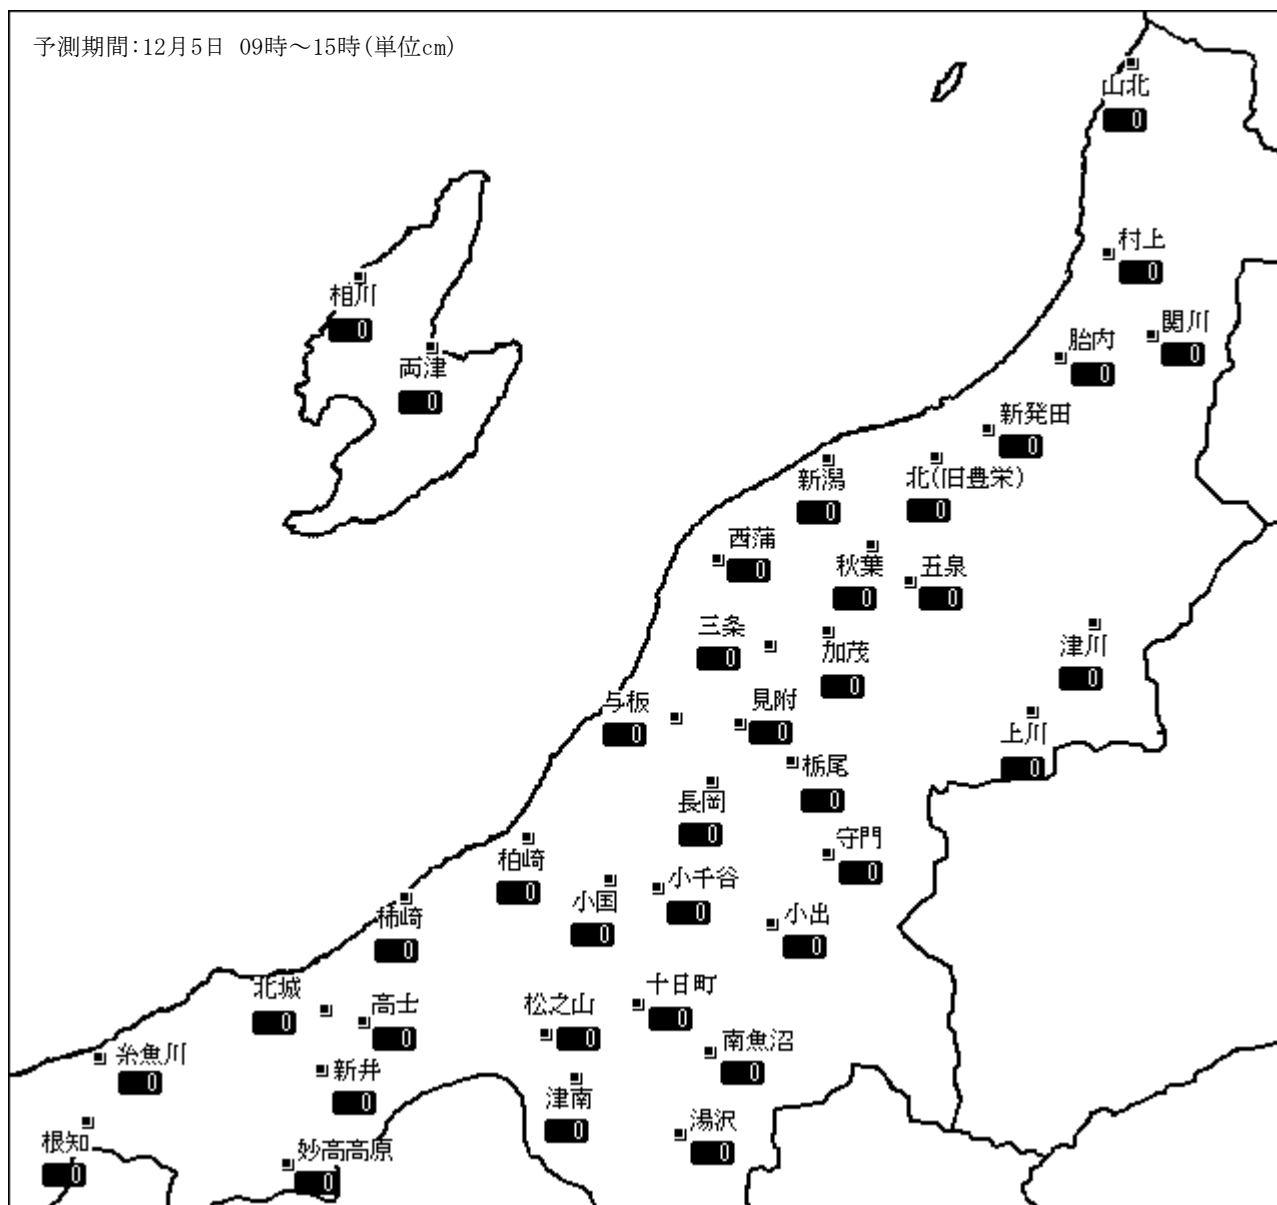 予測期間:12月5日 09時～15時(単位cm)
山北
0
村上
0
相川
0
関川
0
胎内
0
両津
0
新発田
0
新潟
0
北(旧豊栄)
0
西蒲
0
秋葉
0
五泉
0
三条
0
加茂
0
津川
0
与板
0
見附
0
上川
0
栃尾
0
長岡
0
守門
0
柏崎
0
小千谷
0
小国
0
小出
0
柿崎
0
北城
0
高士
0
松之山
0
十日町
0
南魚沼
0
糸魚川
0
新井
0
津南
0
湯沢
0
根知
0
妙高高原
0